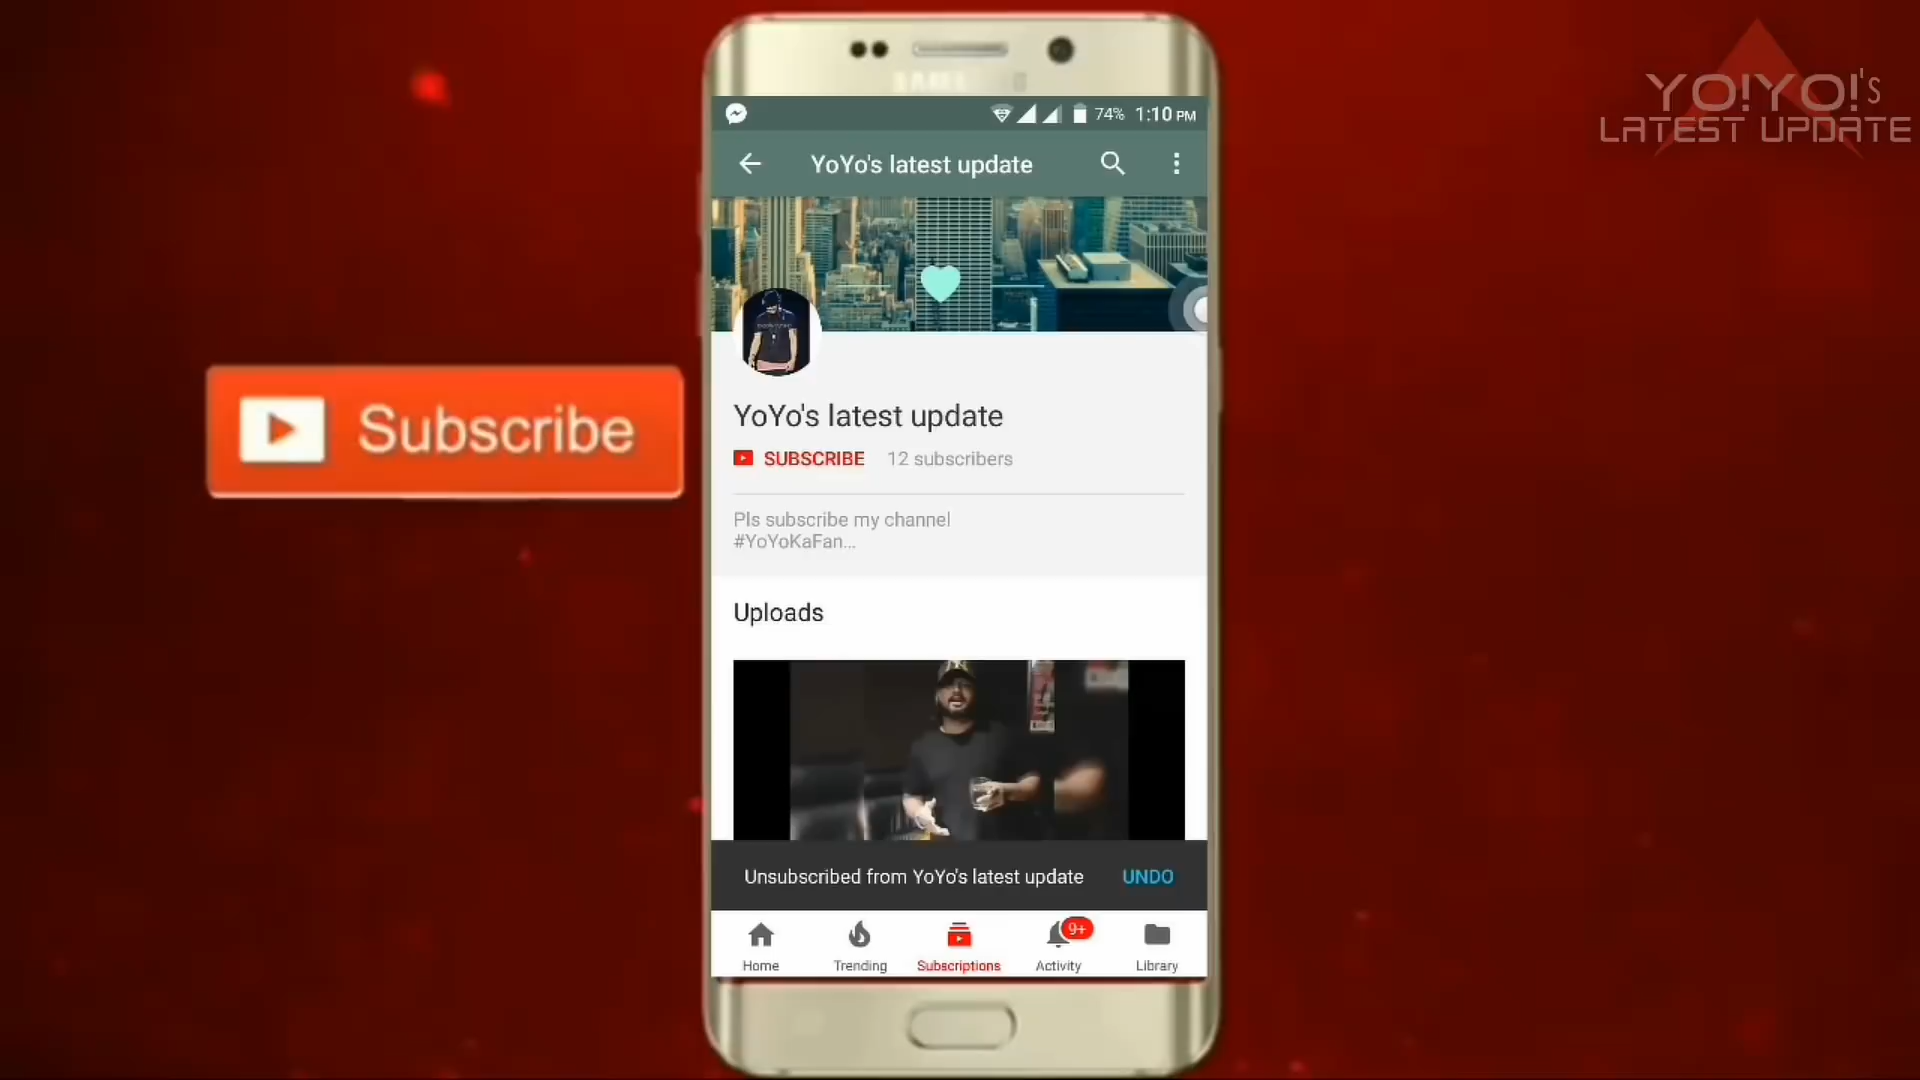 YO!YO!'s
LATEST UPDATE
74% 1:10 PM
YoYo's latest update
YoYo's latest update
SUBSCRIBE 12 subscribers
Pls subscribe my channel
#YoYoKaFan...
Subscribe
Uploads
Unsubscribed from YoYo's latest update UNDO
9+
Home Trending Subscriptions Activity Library